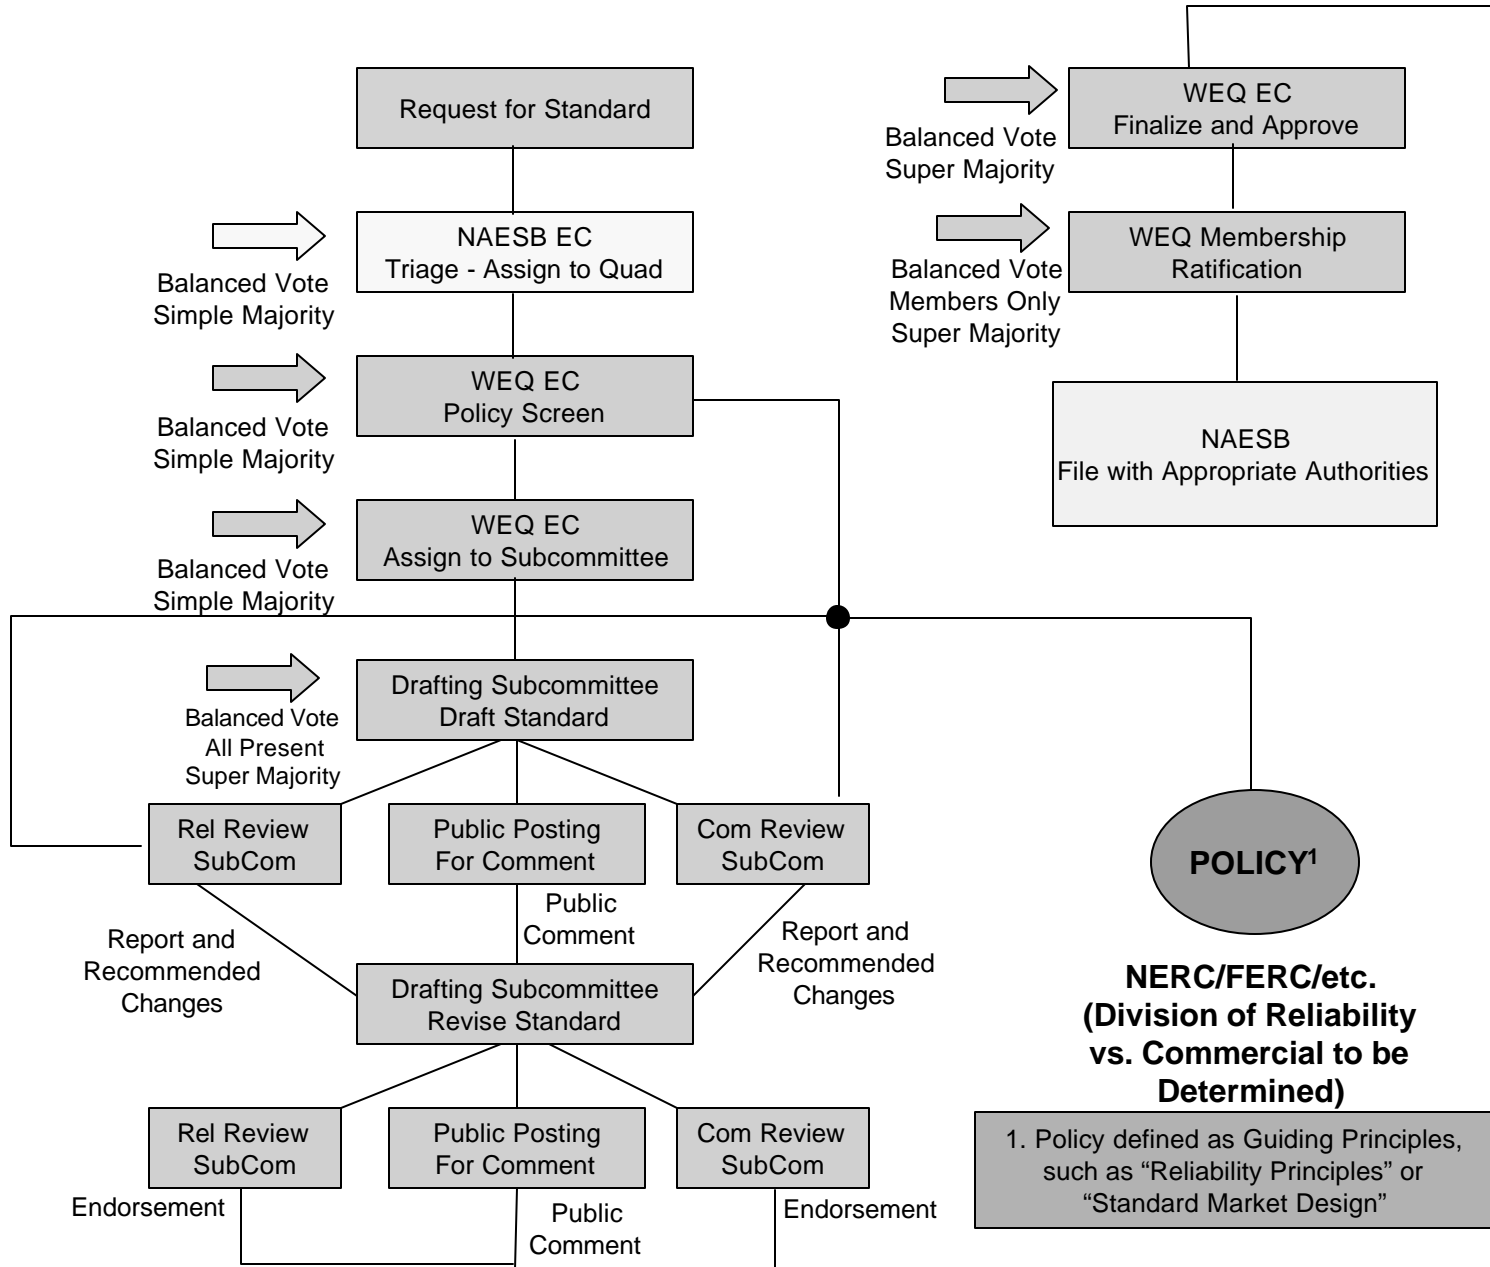 Request for Standard
Balanced Vote
Simple Majority
NAESB EC
Triage - Assign to Quad
Balanced Vote
Simple Majority
WEQ EC
Policy Screen
Balanced Vote
Simple Majority
WEQ EC
Assign to Subcommittee
Balanced Vote
All Present
Super Majority
Drafting Subcommittee
Draft Standard
Rel Review
SubCom
Public Posting
For Comment
Com Review
SubCom
Report and
Recommended
Changes
Public
Comment
Report and
Recommended
Changes
Drafting Subcommittee
Revise Standard
Rel Review
SubCom
Public Posting
For Comment
Com Review
SubCom
Endorsement
Public
Comment
Endorsement
Balanced Vote
Super Majority
WEQ EC
Finalize and Approve
Balanced Vote
Members Only
Super Majority
WEQ Membership
Ratification
NAESB
File with Appropriate Authorities
POLICY¹
NERC/FERC/etc.
(Division of Reliability
vs. Commercial to be
Determined)
1. Policy defined as Guiding Principles,
such as “Reliability Principles” or
“Standard Market Design”